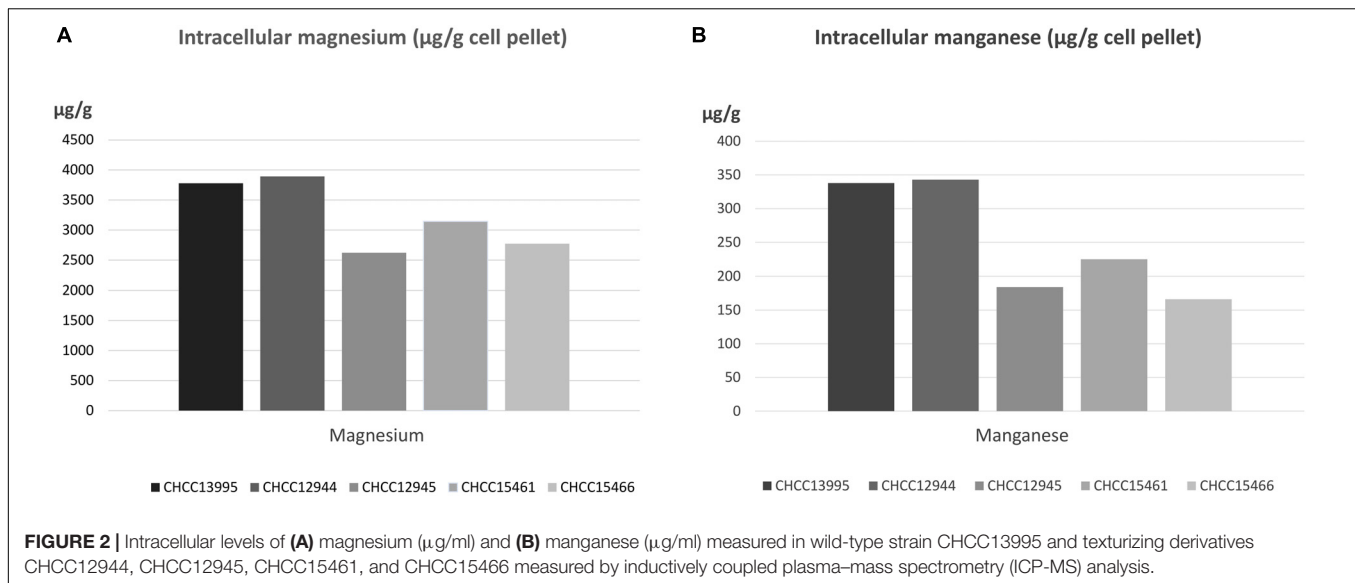 A
Intracellular magnesium (µg/g cell pellet)
µg/g
4500
4000
3500
3000
2500
2000
1500
1000
500
0
Magnesium
CHCC13995 CHCC12944 CHCC12945 CHCC15461 CHCC15466
B
Intracellular manganese (µg/g cell pellet)
µg/g
400
350
300
250
200
150
100
50
0
Manganese
CHCC13995 CHCC12944 CHCC12945 CHCC15461 CHCC15466
FIGURE 2 | Intracellular levels of (A) magnesium (µg/ml) and (B) manganese (µg/ml) measured in wild-type strain CHCC13995 and texturizing derivatives
CHCC12944, CHCC12945, CHCC15461, and CHCC15466 measured by inductively coupled plasma–mass spectrometry (ICP-MS) analysis.